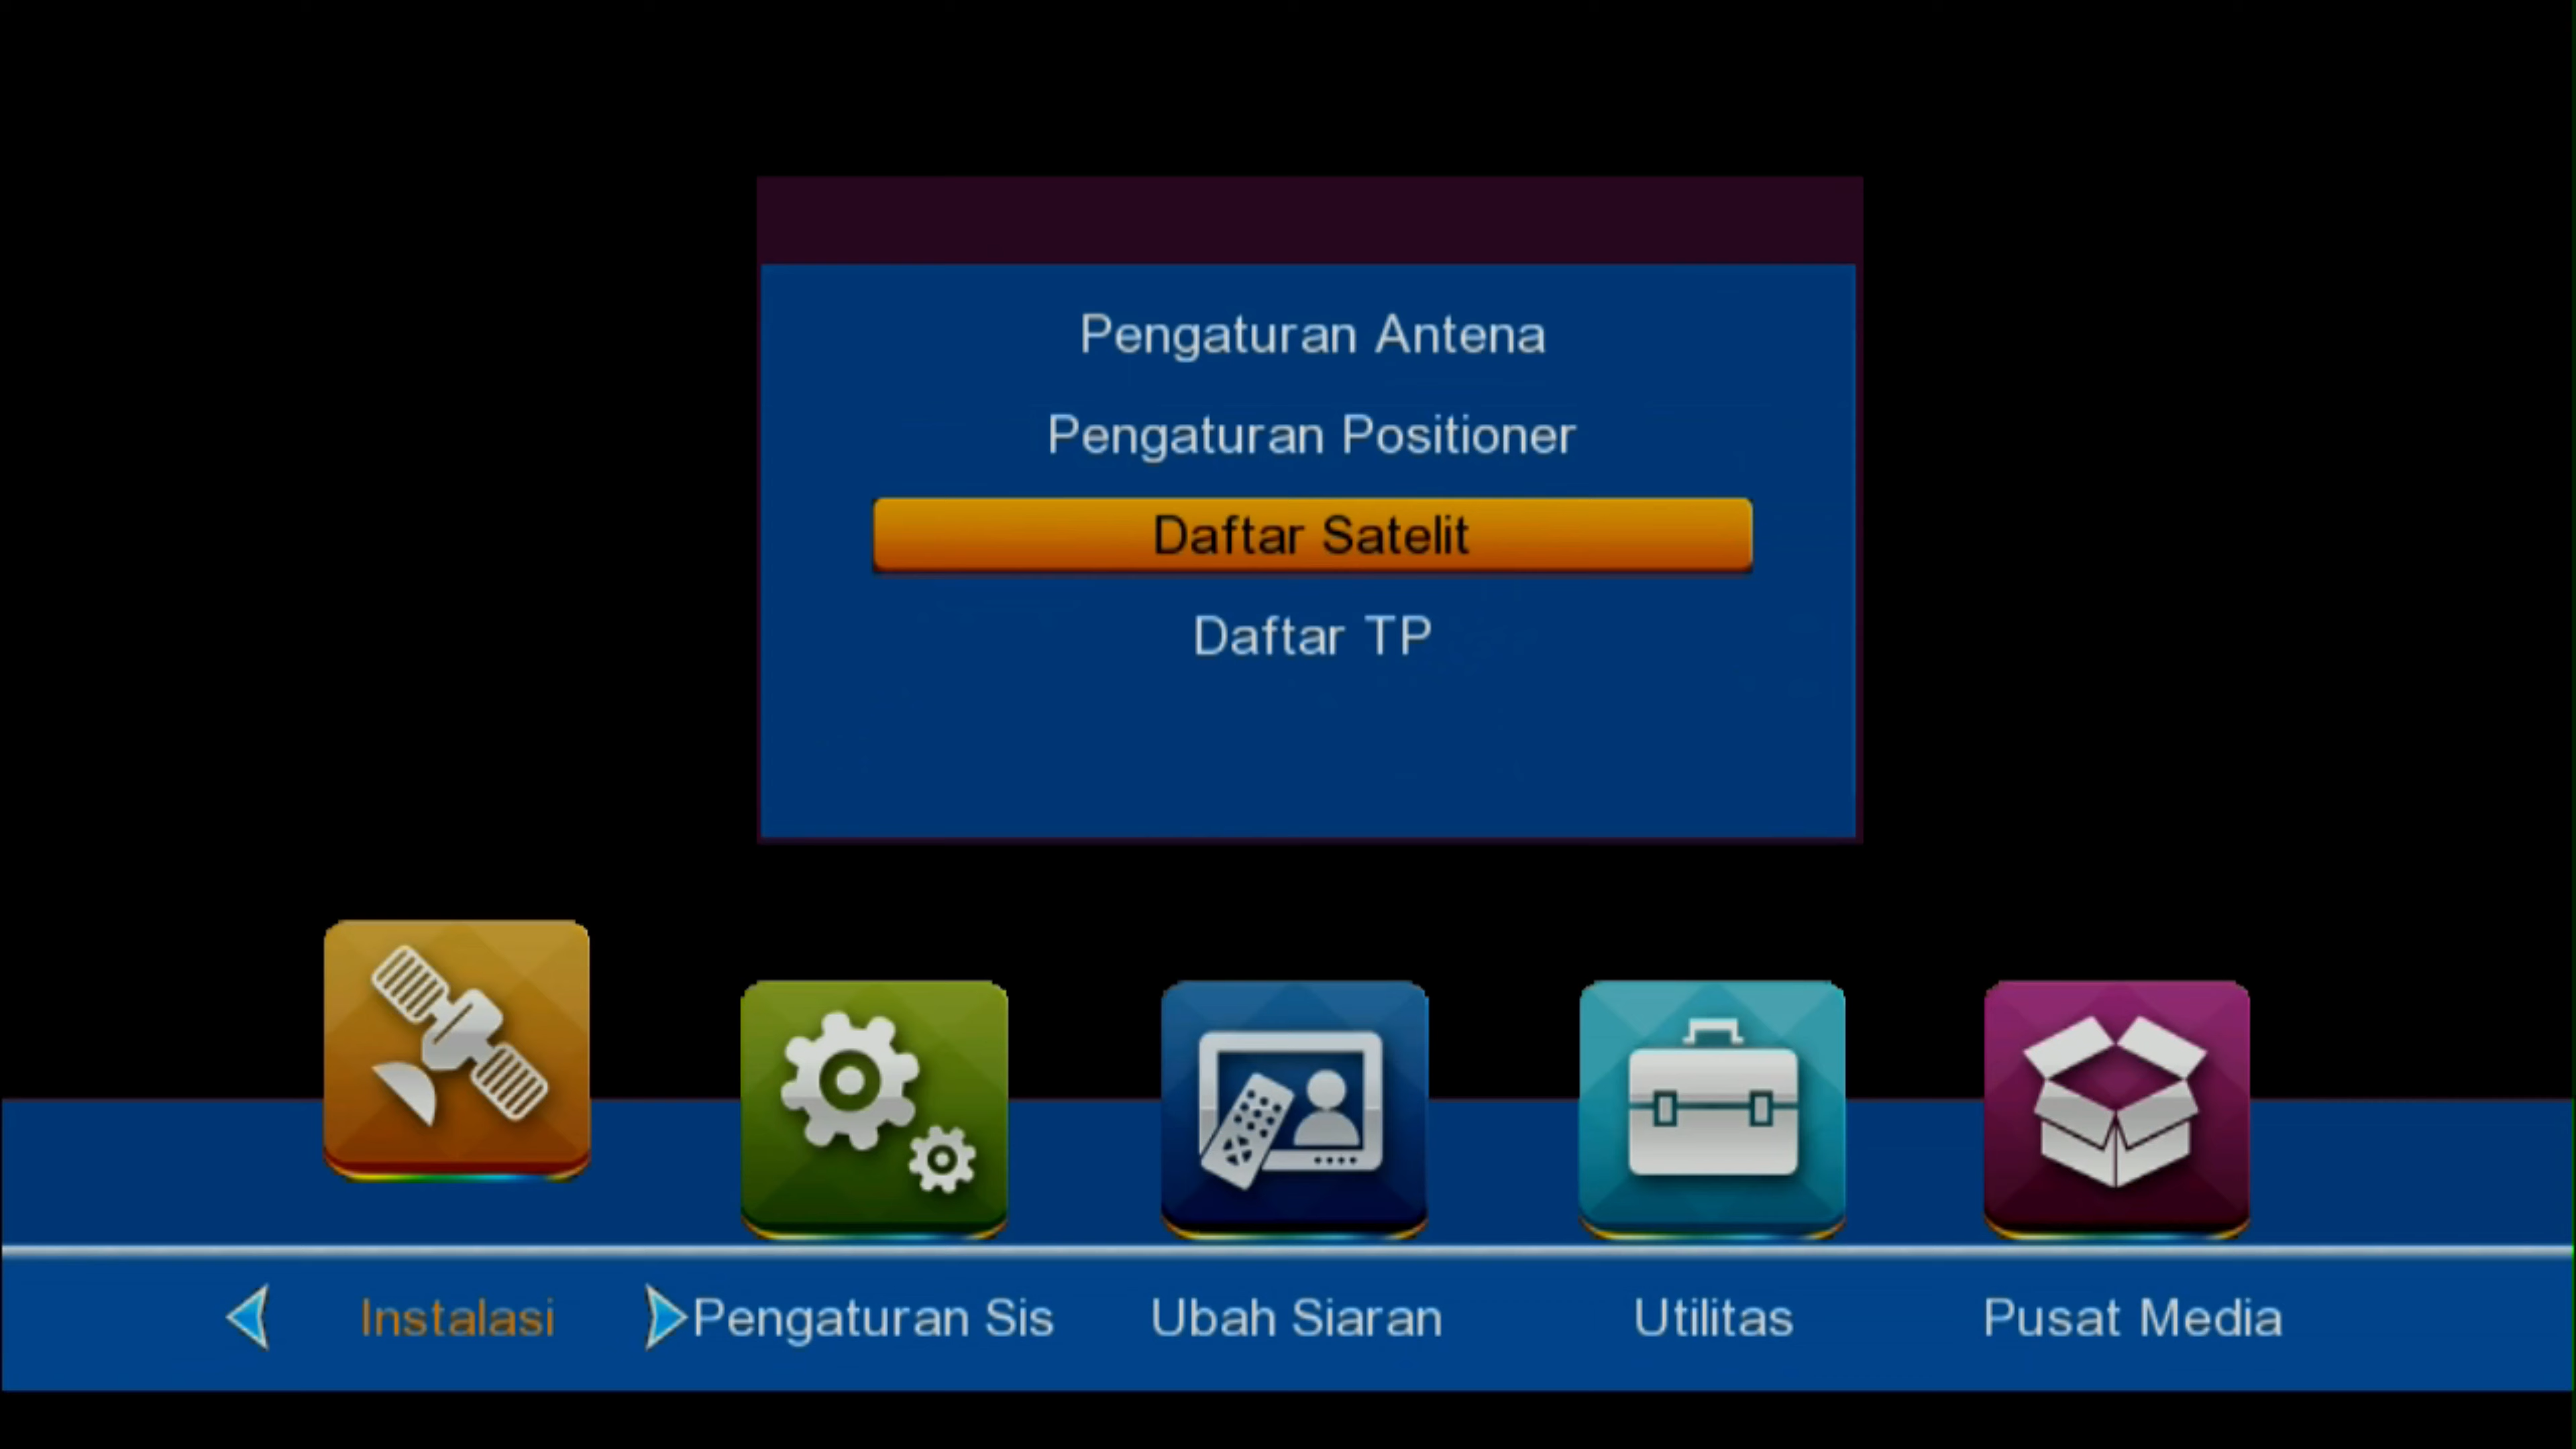 Pengaturan Antena
Pengaturan Positioner
Daftar Satelit
Daftar TP
Instalasi
Pengaturan Sis
Ubah Siaran
Utilitas
Pusat Media